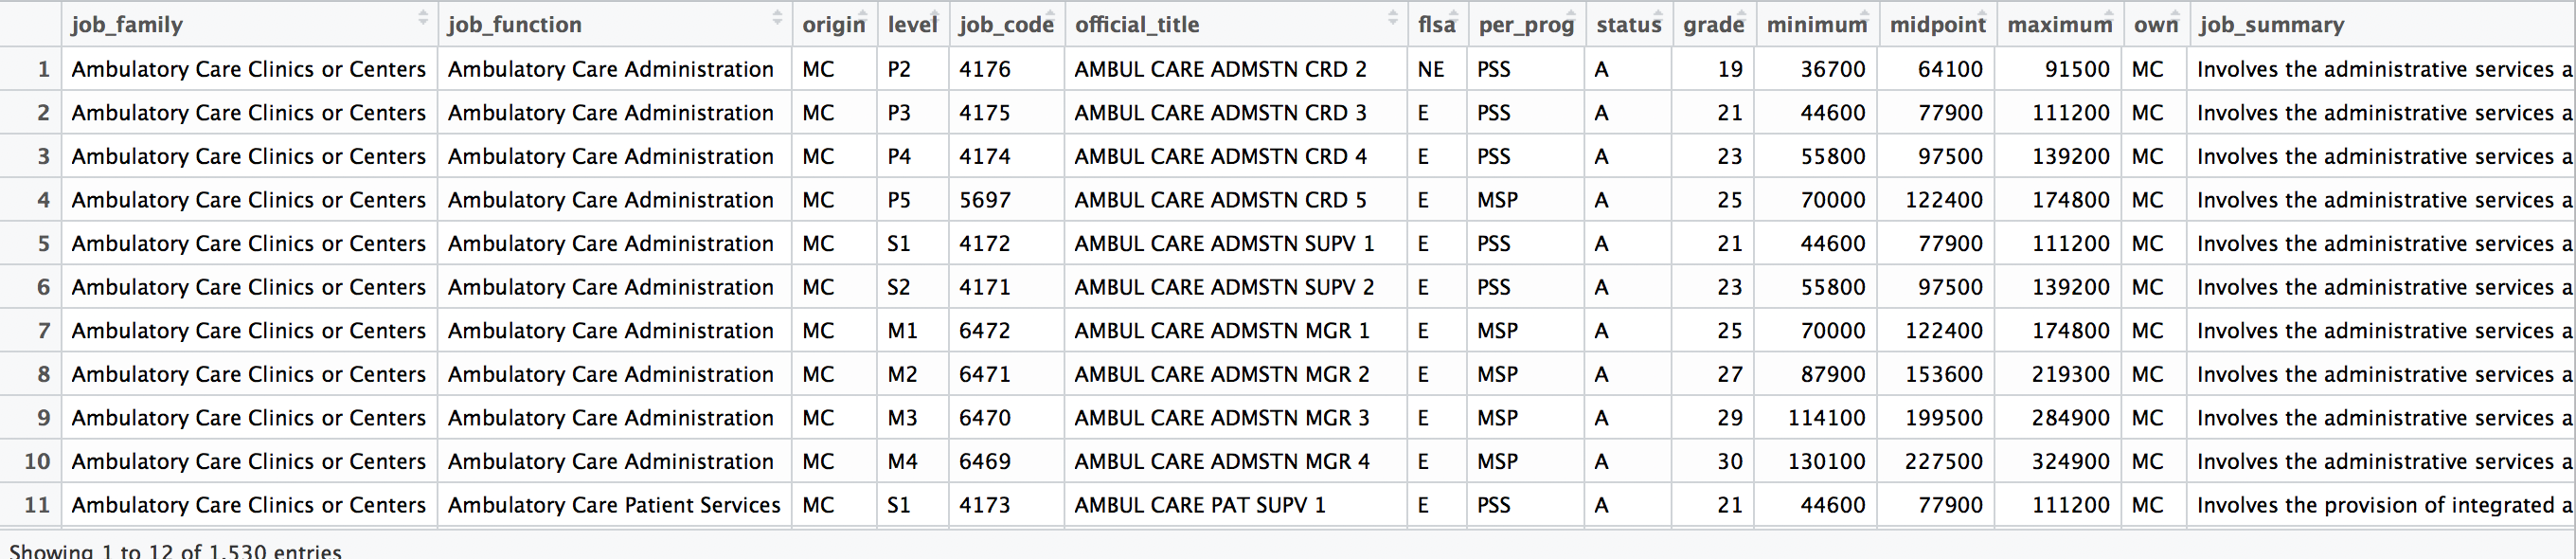 job_family job_function origin level job_code official_title flsa per_prog status grade minimum midpoint maximum own job_summary
1 Ambulatory Care Clinics or Centers Ambulatory Care Administration MC P2 4176 AMBUL CARE ADMSTN CRD 2 NE PSS A 19 36700 64100 91500 MC Involves the administrative services a
2 Ambulatory Care Clinics or Centers Ambulatory Care Administration MC P3 4175 AMBUL CARE ADMSTN CRD 3 E PSS A 21 44600 77900 111200 MC Involves the administrative services a
3 Ambulatory Care Clinics or Centers Ambulatory Care Administration MC P4 4174 AMBUL CARE ADMSTN CRD 4 E PSS A 23 55800 97500 139200 MC Involves the administrative services a
4 Ambulatory Care Clinics or Centers Ambulatory Care Administration MC P5 5697 AMBUL CARE ADMSTN CRD 5 E MSP A 25 70000 122400 174800 MC Involves the administrative services a
5 Ambulatory Care Clinics or Centers Ambulatory Care Administration MC S1 4172 AMBUL CARE ADMSTN SUPV 1 E PSS A 21 44600 77900 111200 MC Involves the administrative services a
6 Ambulatory Care Clinics or Centers Ambulatory Care Administration MC S2 4171 AMBUL CARE ADMSTN SUPV 2 E PSS A 23 55800 97500 139200 MC Involves the administrative services a
7 Ambulatory Care Clinics or Centers Ambulatory Care Administration MC M1 6472 AMBUL CARE ADMSTN MGR 1 E MSP A 25 70000 122400 174800 MC Involves the administrative services a
8 Ambulatory Care Clinics or Centers Ambulatory Care Administration MC M2 6471 AMBUL CARE ADMSTN MGR 2 E MSP A 27 87900 153600 219300 MC Involves the administrative services a
9 Ambulatory Care Clinics or Centers Ambulatory Care Administration MC M3 6470 AMBUL CARE ADMSTN MGR 3 E MSP A 29 114100 199500 284900 MC Involves the administrative services a
10 Ambulatory Care Clinics or Centers Ambulatory Care Administration MC M4 6469 AMBUL CARE ADMSTN MGR 4 E MSP A 30 130100 227500 324900 MC Involves the administrative services a
11 Ambulatory Care Clinics or Centers Ambulatory Care Patient Services MC S1 4173 AMBUL CARE PAT SUPV 1 E PSS A 21 44600 77900 111200 MC Involves the provision of integrated a
Showing 1 to 12 of 1,530 entries